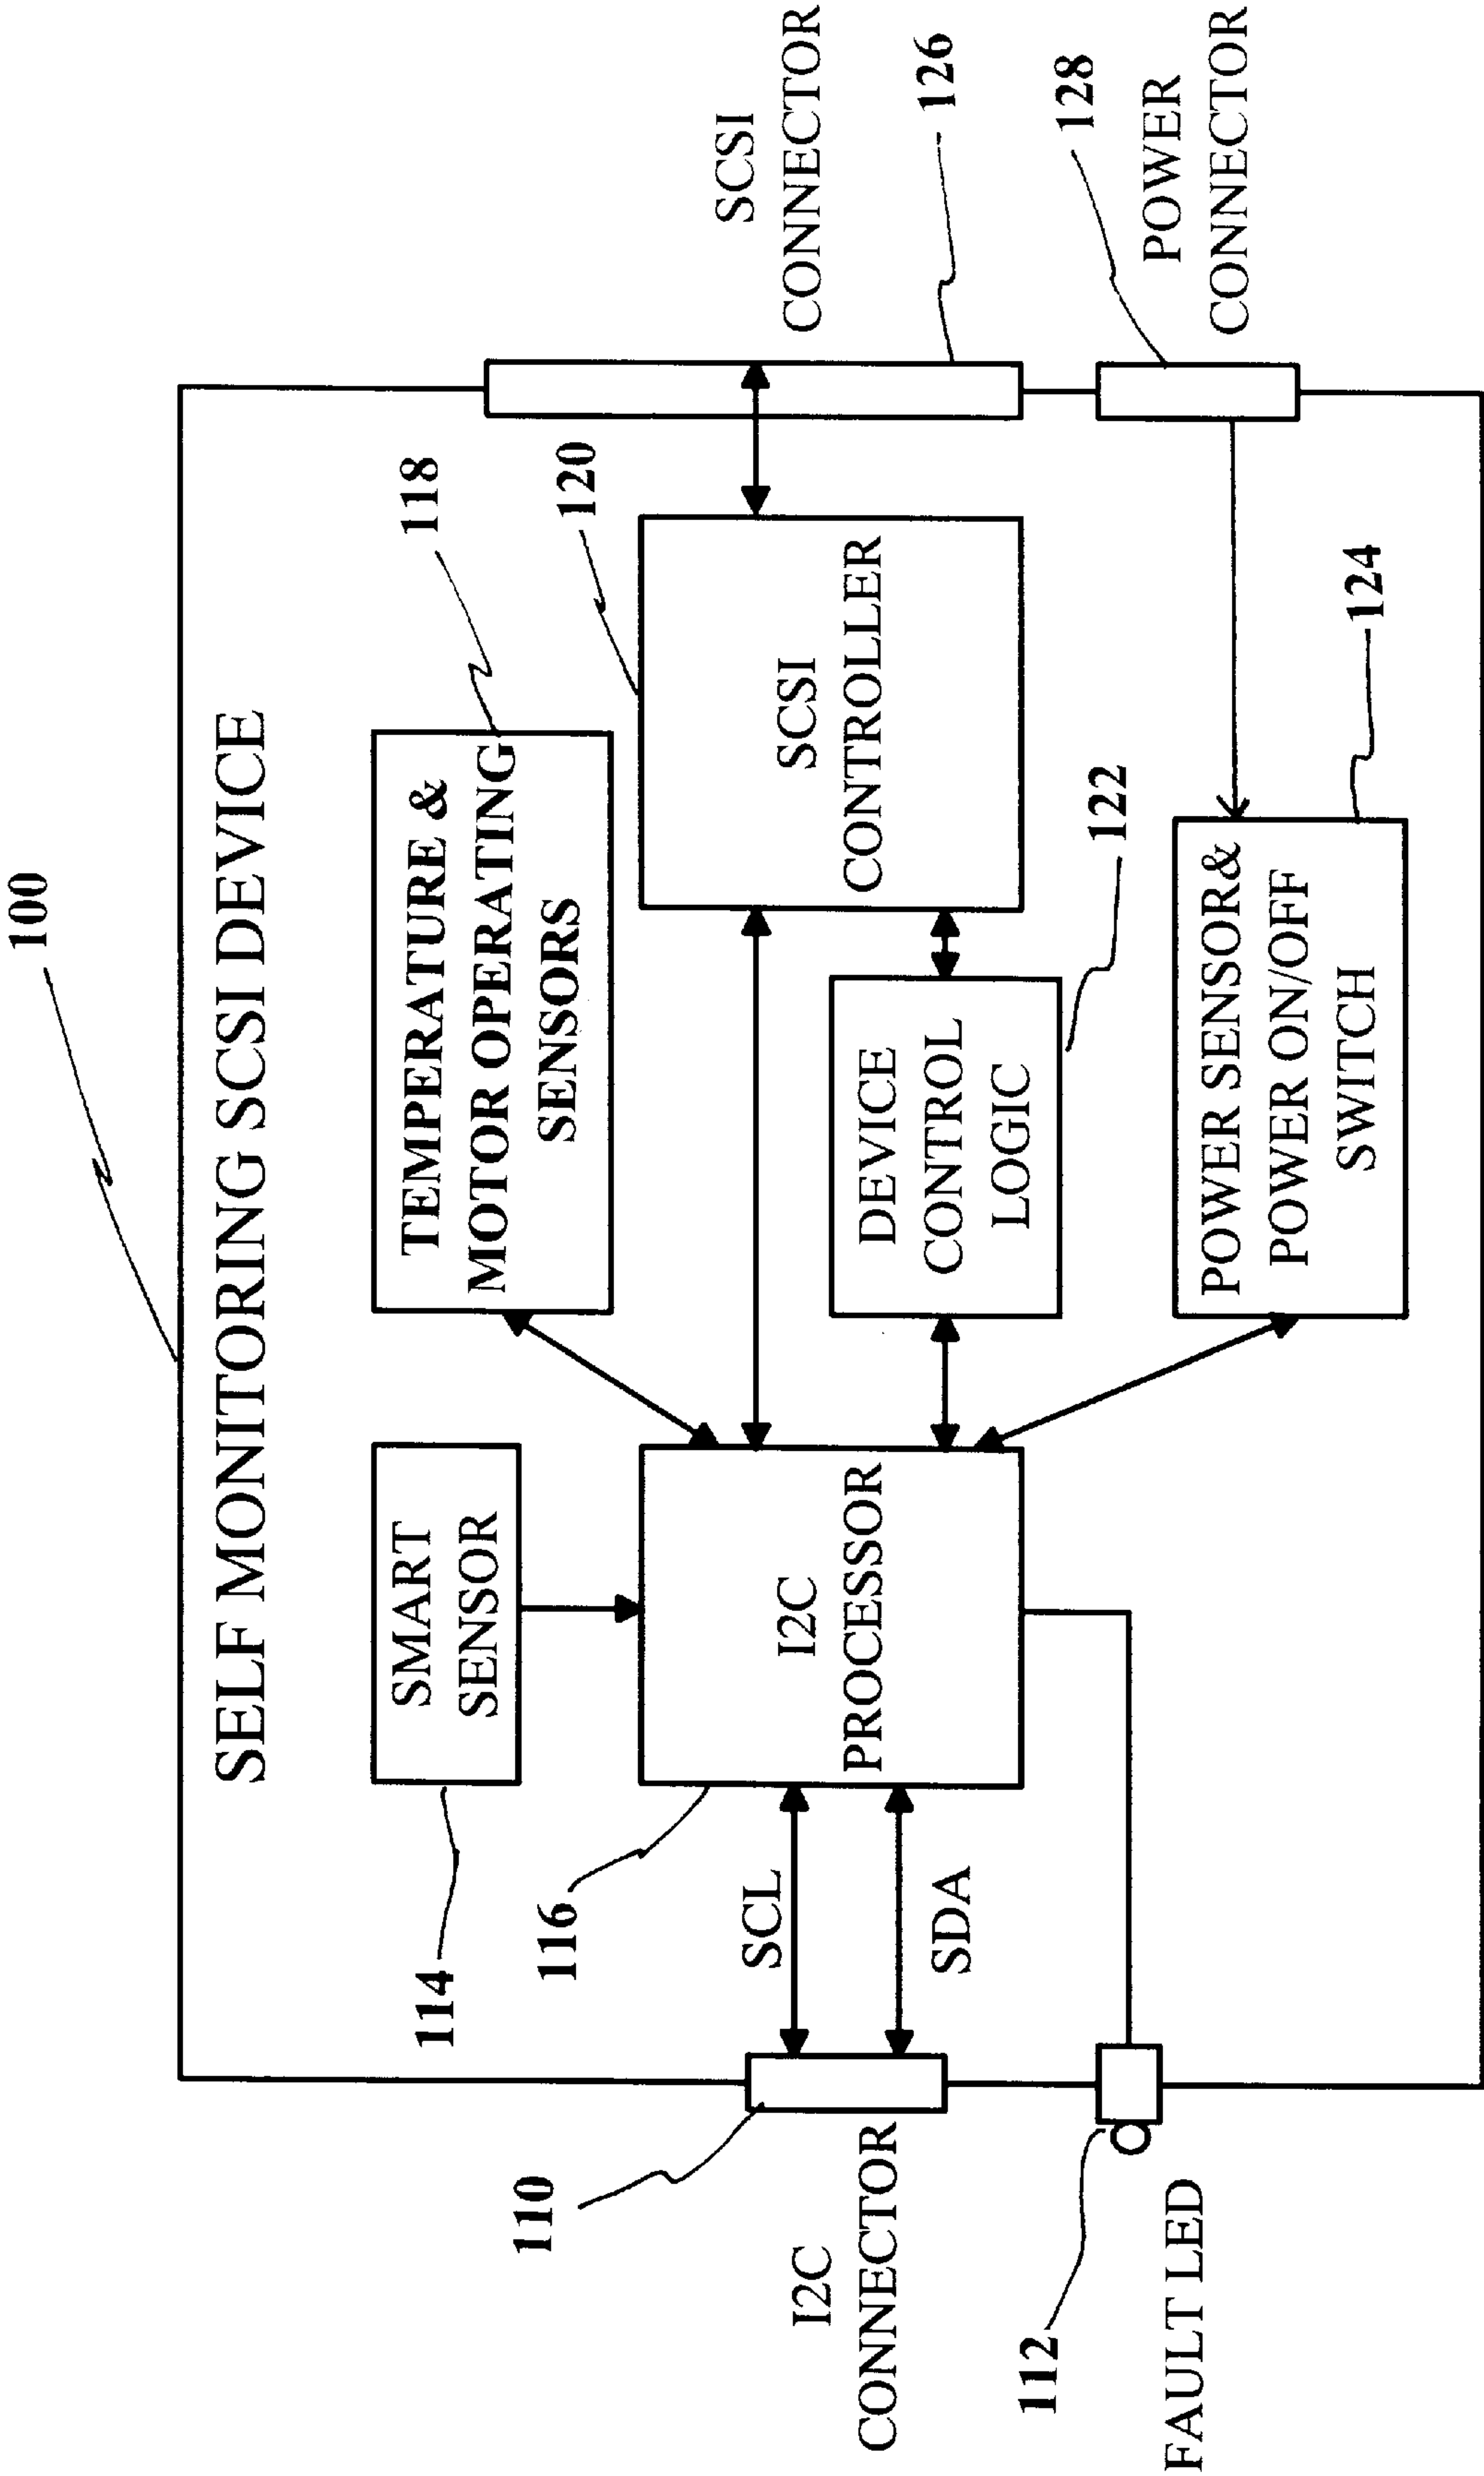 100
SELF MONITORING SCSI DEVICE
114
SMART
SENSOR
TEMPERATURE &
MOTOR OPERATING
SENSORS
118
116
I2C
PROCESSOR
120
SCSI
CONTROLLER
SCSI
CONNECTOR
126
110
I2C
CONNECTOR
SCL
SDA
DEVICE
CONTROL
LOGIC
122
128
POWER
CONNECTOR
112
FAULT LED
POWER SENSOR&
POWER ON/OFF
SWITCH
124